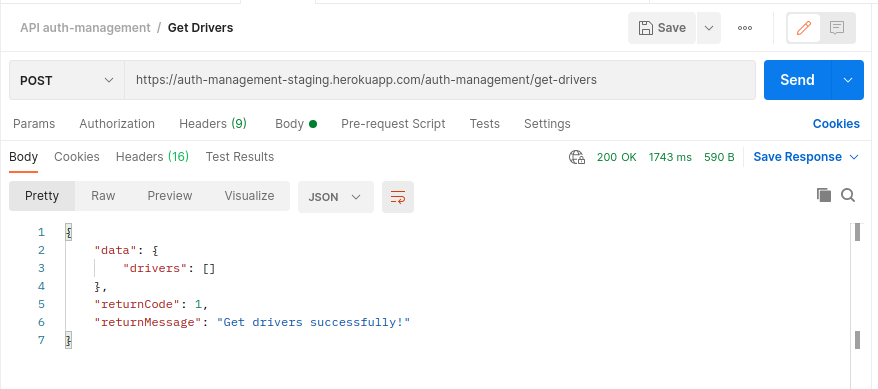 API auth-management / Get Drivers
Save
POST https://auth-management-staging.herokuapp.com/auth-management/get-drivers Send
Params Authorization Headers (9) Body Pre-request Script Tests Settings Cookies
Body Cookies Headers (16) Test Results 200 OK 1743 ms 590 B Save Response
Pretty Raw Preview Visualize JSON
1 {
2 "data": {
3 "drivers": []
4 },
5 "returnCode": 1,
6 "returnMessage": "Get drivers successfully!"
7 }